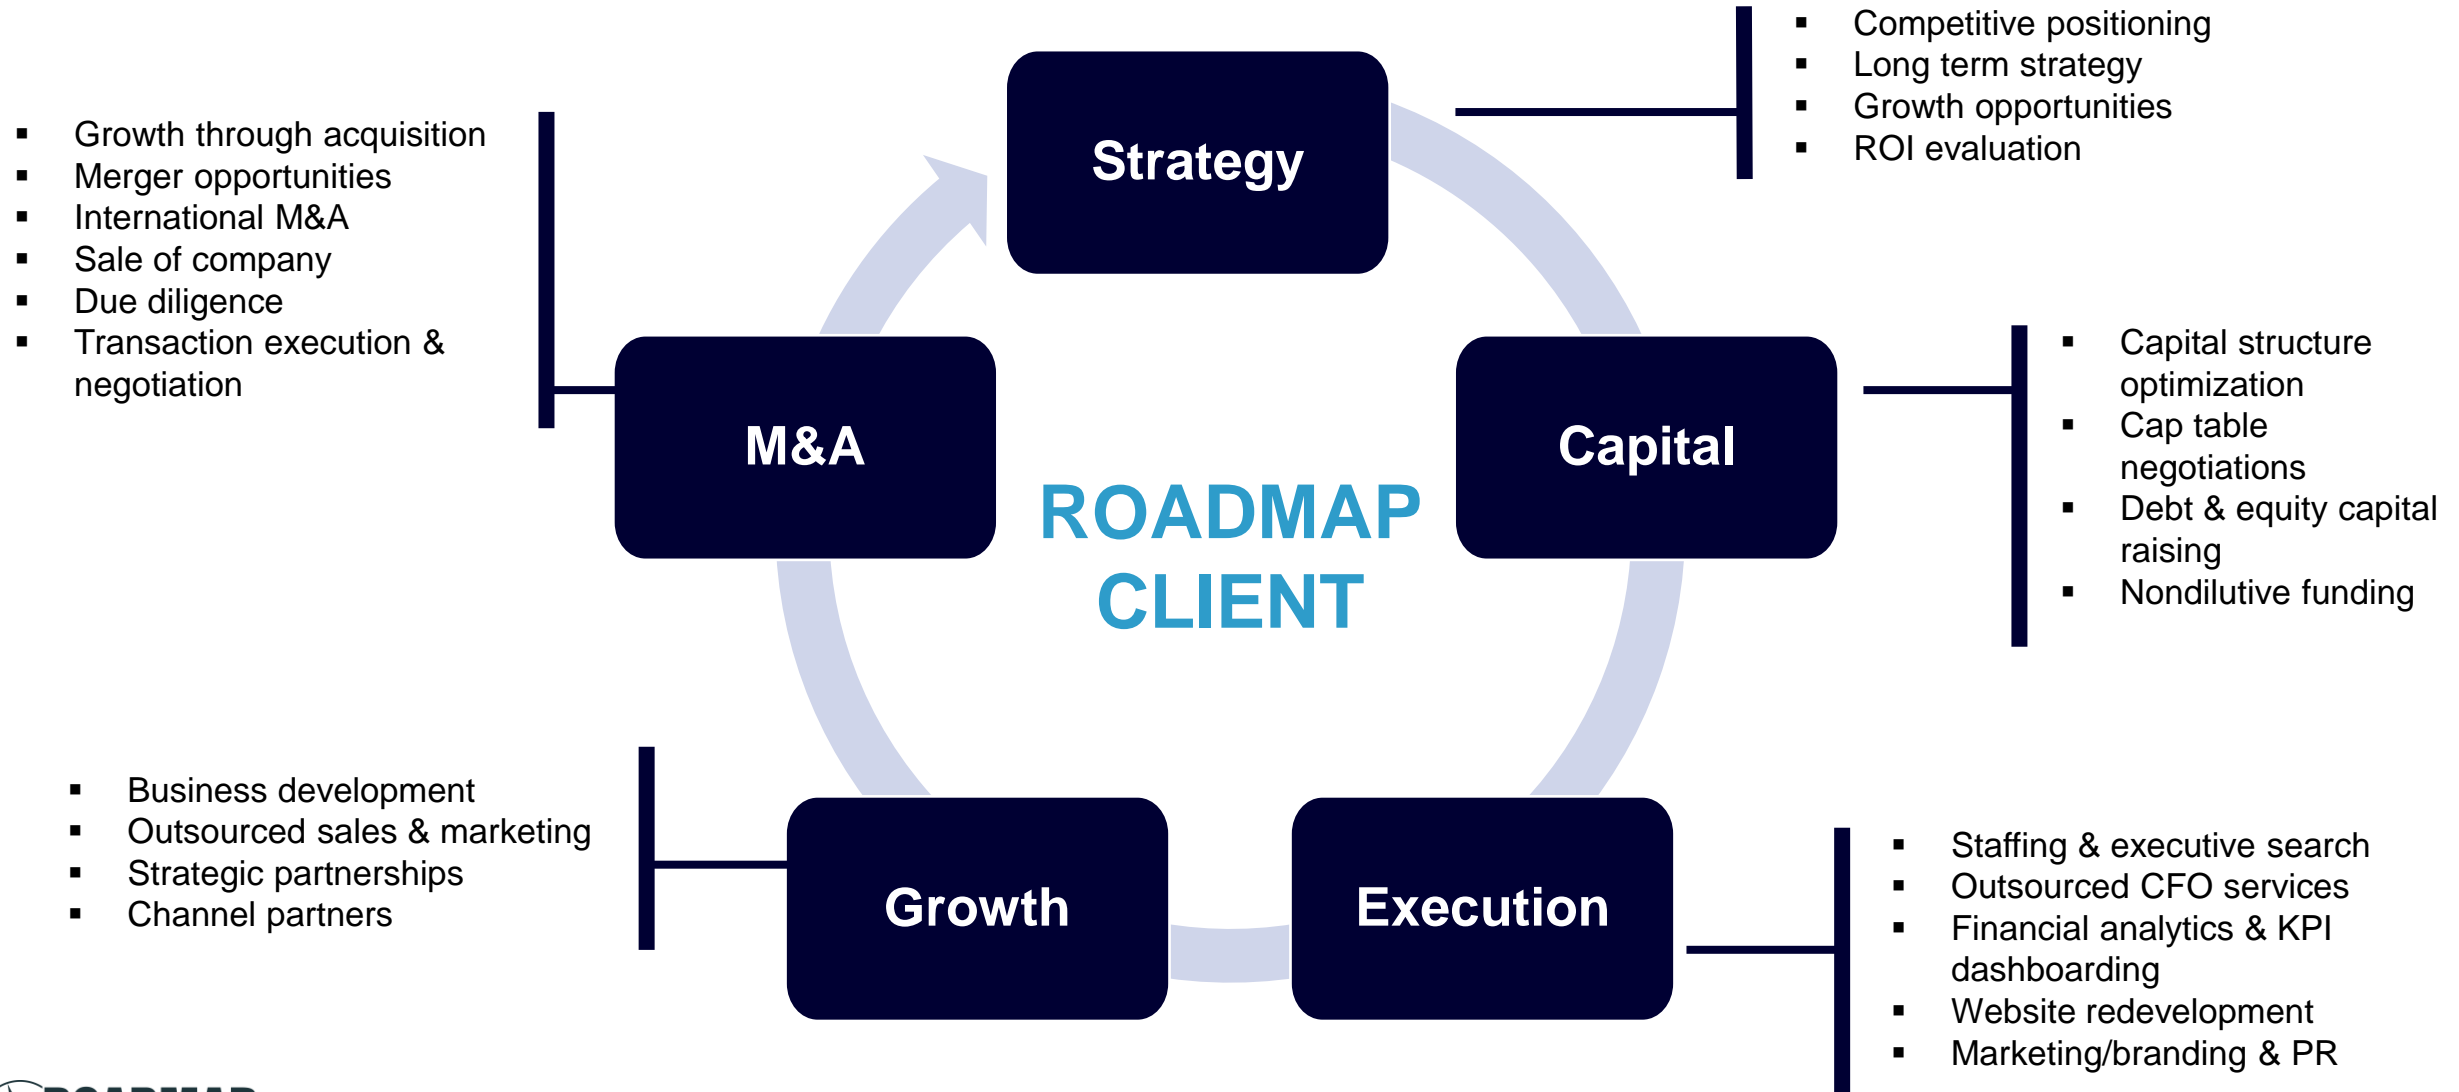 Competitive positioning
Long term strategy
Growth opportunities
ROI evaluation
Strategy
Growth through acquisition
Merger opportunities
International M&A
Sale of company
Due diligence
Transaction execution &
negotiation
M&A
Capital
Capital structure
optimization
Cap table
negotiations
Debt & equity capital
raising
Nondilutive funding
ROADMAP
CLIENT
Business development
Outsourced sales & marketing
Strategic partnerships
Channel partners
Growth
Execution
Staffing & executive search
Outsourced CFO services
Financial analytics & KPI
dashboarding
Website redevelopment
Marketing/branding & PR
ROADMAP